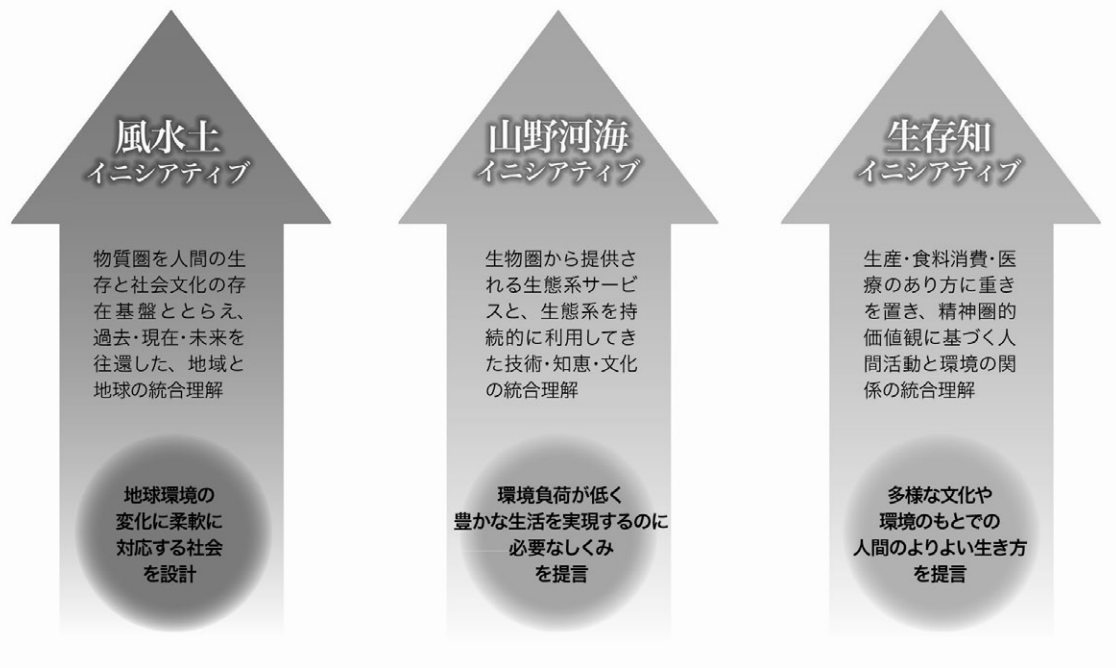 風水土
イニシアティブ
物質圏を人間の生
存と社会文化の存
在基盤ととらえ、
過去・現在・未来を
往還した、地域と
地球の統合理解
地球環境の
変化に柔軟に
対応する社会
を設計
山野河海
イニシアティブ
生物圏から提供さ
れる生態系サービ
スと、生態系を持
続的に利用してき
た技術・知恵・文化
の統合理解
環境負荷が低く
豊かな生活を実現するのに
必要なしくみ
を提言
生存知
イニシアティブ
生産・食料消費・医
療のあり方に重き
を置き、精神圏的
価値観に基づく人
間活動と環境の関
係の統合理解
多様な文化や
環境のもとでの
人間のよりよい生き方
を提言